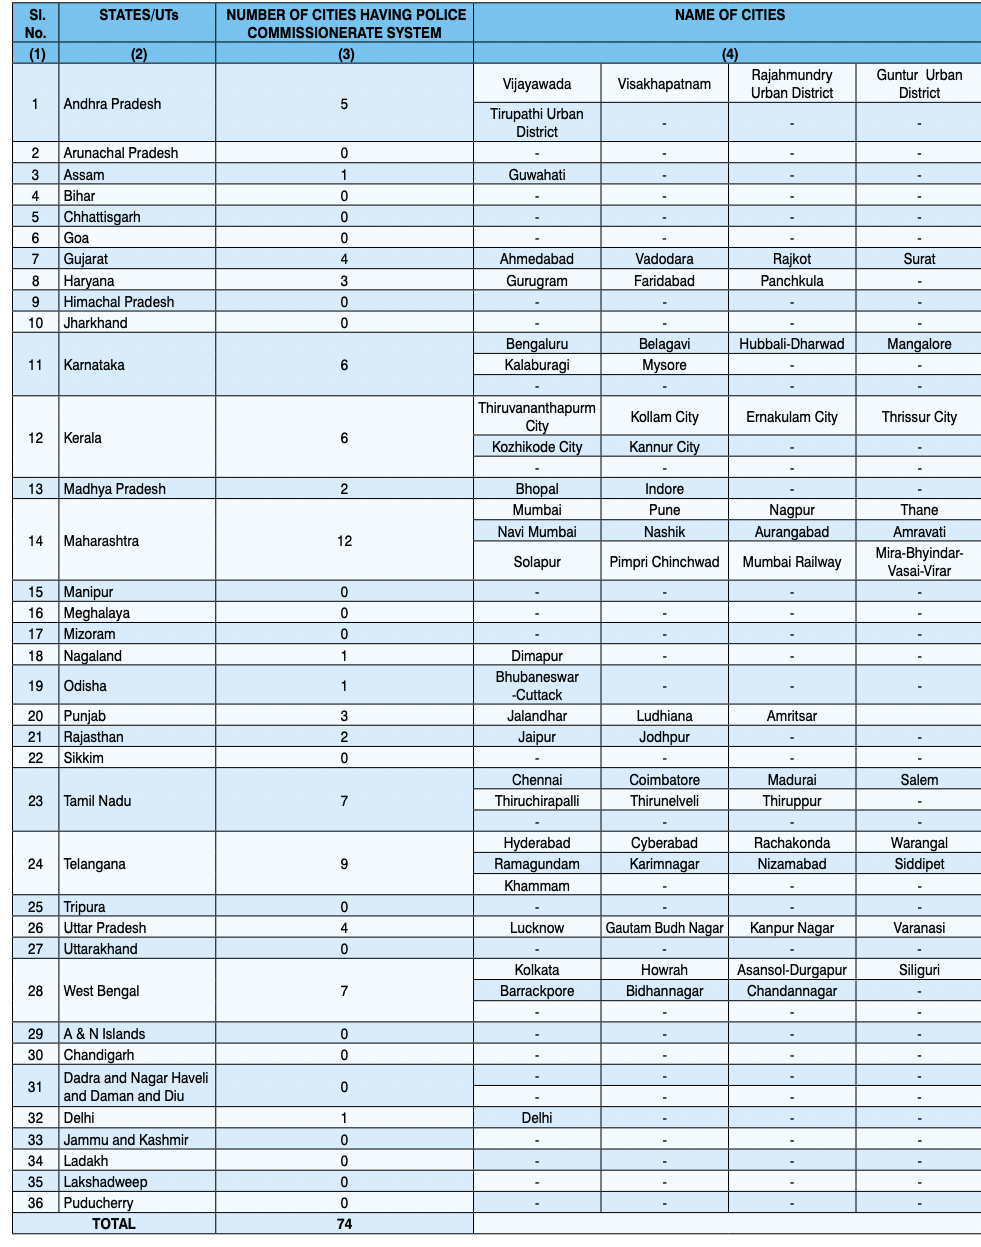 Sl. STATES/UTs NUMBER OF CITIES HAVING POLICE NAME OF CITIES
No. COMMISSIONERATE SYSTEM
(1) (2) (3) (4)
1 Andhra Pradesh 5 Vijayawada Visakhapatnam Rajahmundry Urban District Guntur Urban District
Tirupathi Urban District - - -
2 Arunachal Pradesh 0 - - - -
3 Assam 1 Guwahati - - -
4 Bihar 0 - - - -
5 Chhattisgarh 0 - - - -
6 Goa 0 - - - -
7 Gujarat 4 Ahmedabad Vadodara Rajkot Surat
8 Haryana 3 Gurugram Faridabad Panchkula -
9 Himachal Pradesh 0 - - - -
10 Jharkhand 0 - - - -
11 Karnataka 6 Bengaluru Belagavi Hubbali-Dharwad Mangalore
Kalaburagi Mysore - -
- - - -
12 Kerala 6 Thiruvananthapurm City Kollam City Ernakulam City Thrissur City
Kozhikode City Kannur City - -
- - - -
13 Madhya Pradesh 2 Bhopal Indore - -
14 Maharashtra 12 Mumbai Pune Nagpur Thane
Navi Mumbai Nashik Aurangabad Amravati
Solapur Pimpri Chinchwad Mumbai Railway Mira-Bhyindar-Vasai-Virar
15 Manipur 0 - - - -
16 Meghalaya 0 - - - -
17 Mizoram 0 - - - -
18 Nagaland 1 Dimapur - - -
19 Odisha 1 Bhubaneswar -Cuttack - - -
20 Punjab 3 Jalandhar Ludhiana Amritsar
21 Rajasthan 2 Jaipur Jodhpur - -
22 Sikkim 0 - - - -
23 Tamil Nadu 7 Chennai Coimbatore Madurai Salem
Thiruchirapalli Thirunelveli Thiruppur -
- - - -
24 Telangana 9 Hyderabad Cyberabad Rachakonda Warangal
Ramagundam Karimnagar Nizamabad Siddipet
Khammam - - -
25 Tripura 0 - - - -
26 Uttar Pradesh 4 Lucknow Gautam Budh Nagar Kanpur Nagar Varanasi
27 Uttarakhand 0 - - - -
28 West Bengal 7 Kolkata Howrah Asansol-Durgapur Siliguri
Barrackpore Bidhannagar Chandannagar -
- - - -
29 A & N Islands 0 - - - -
30 Chandigarh 0 - - - -
31 Dadra and Nagar Haveli and Daman and Diu 0 - - - -
- - - -
32 Delhi 1 Delhi - - -
33 Jammu and Kashmir 0 - - - -
34 Ladakh 0 - - - -
35 Lakshadweep 0 - - - -
36 Puducherry 0 - - - -
TOTAL 74